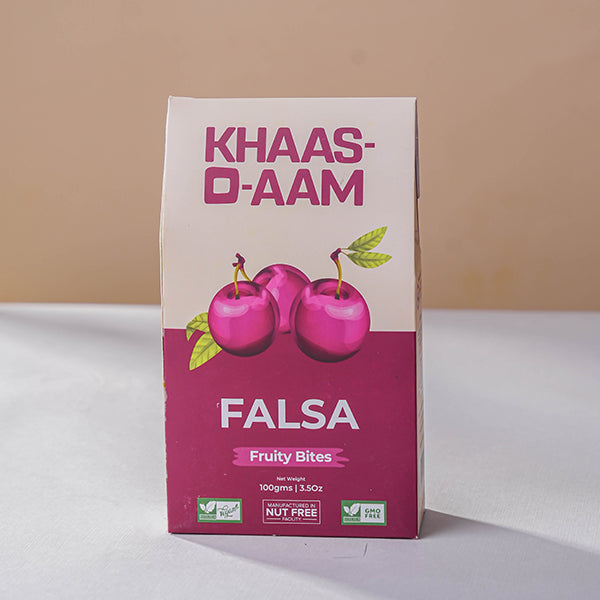 KHAAS-
O-AAM
FALSA
Fruity Bites
Net Weight
100gms | 3.5Oz
MANUFACTURED IN
NUT FREE
FACILITY
GMO
FREE